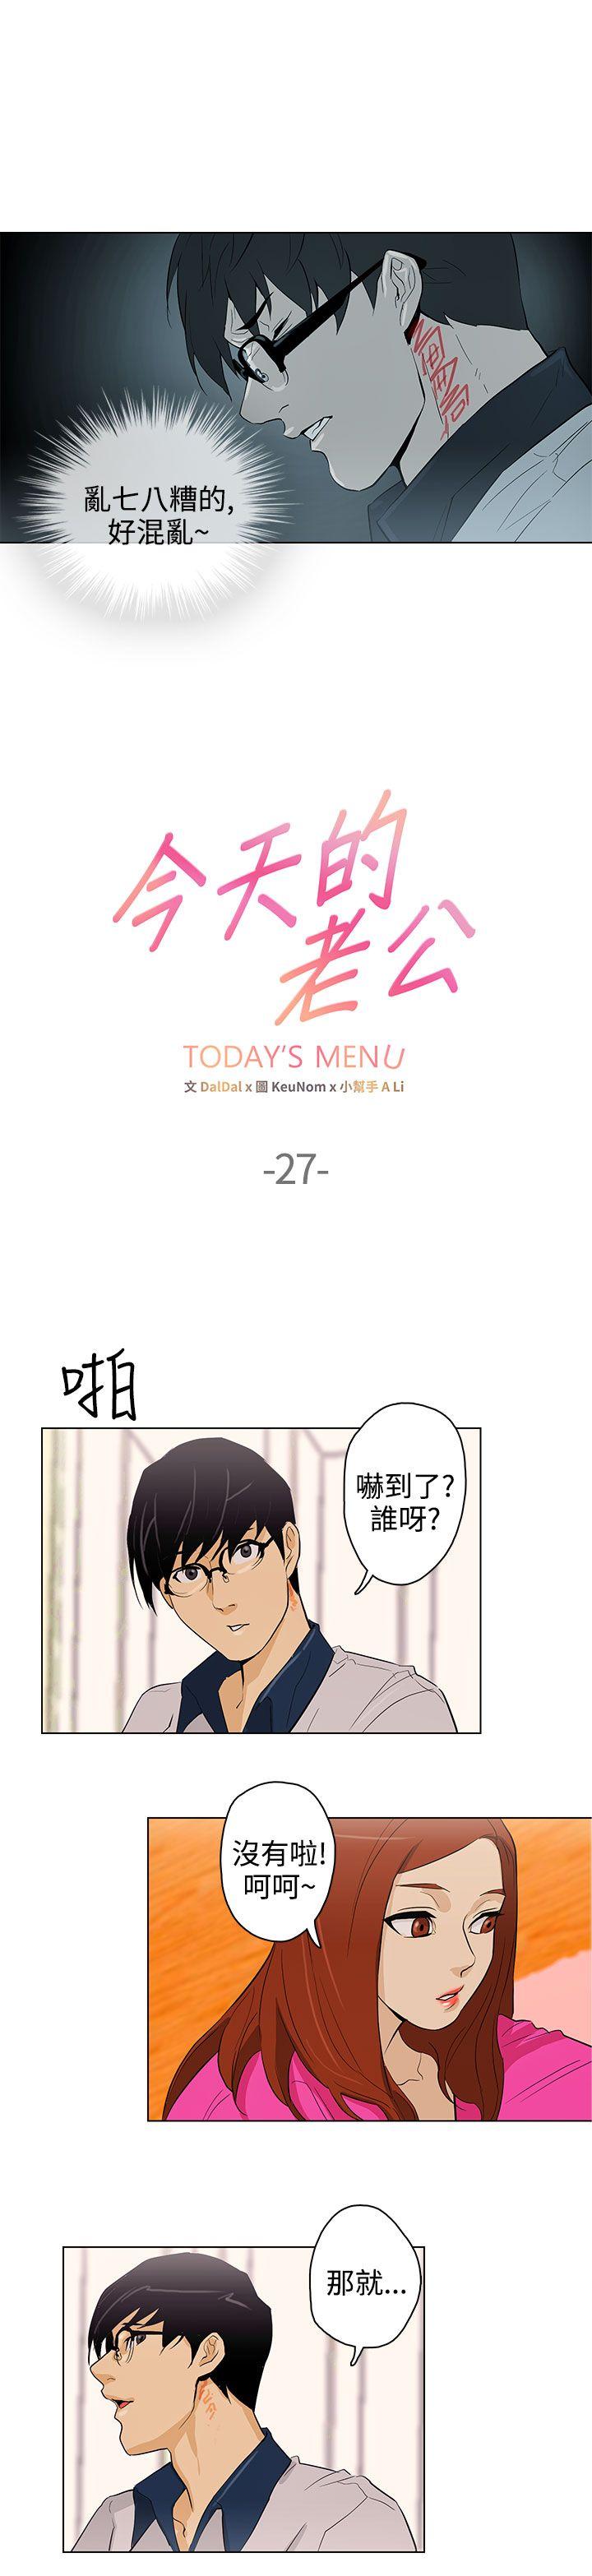 亂七八糟的,
好混亂~
今天的
老公
TODAY'S MENU
文 DalDal x 圖 KeuNom x 小幫手 A Li
-27-
啪
嚇到了?
誰呀?
沒有啦!
呵呵~
那就...